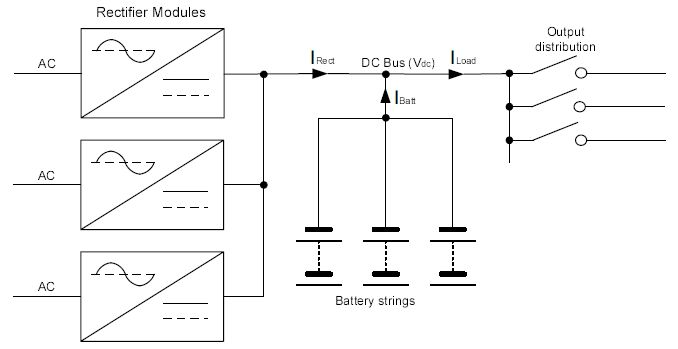 Rectifier Modules
Output
distribution
AC
IRect
DC Bus (Vdc)
ILoad
IBatt
AC
AC
Battery strings